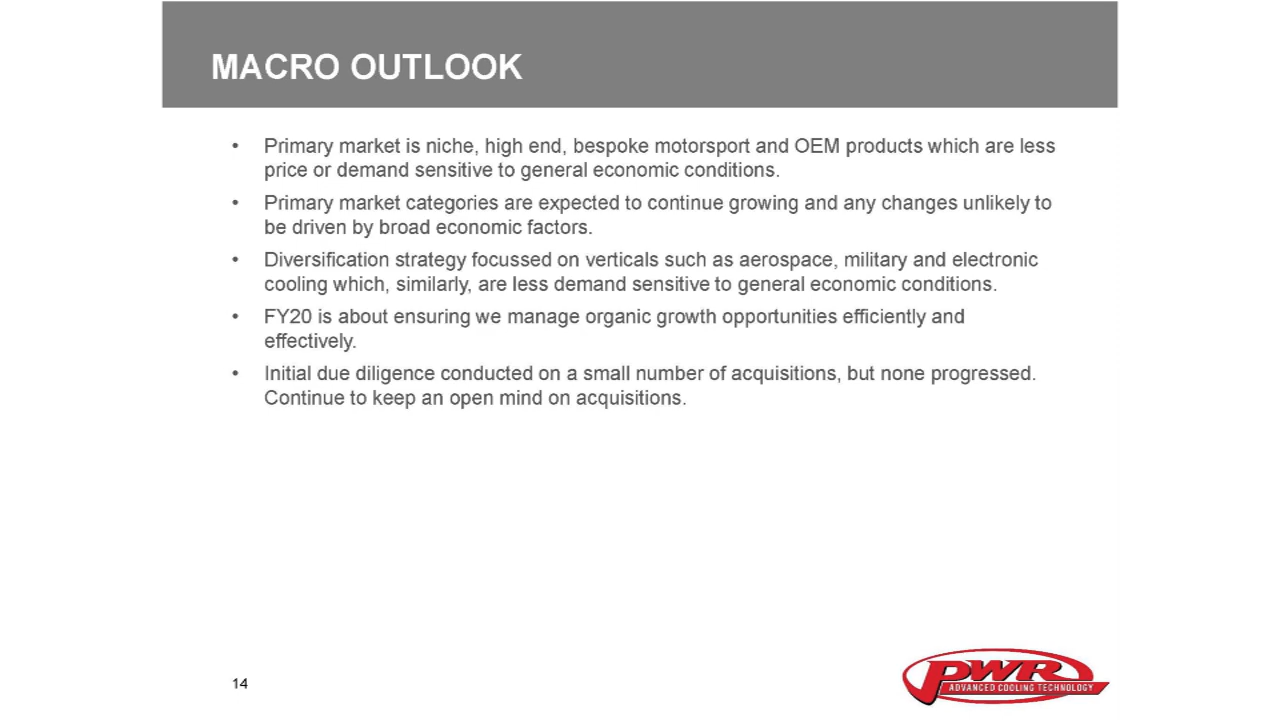 MACRO OUTLOOK
• Primary market is niche, high end, bespoke motorsport and OEM products which are less
price or demand sensitive to general economic conditions.
• Primary market categories are expected to continue growing and any changes unlikely to
be driven by broad economic factors.
• Diversification strategy focussed on verticals such as aerospace, military and electronic
cooling which, similarly, are less demand sensitive to general economic conditions.
• FY20 is about ensuring we manage organic growth opportunities efficiently and
effectively.
• Initial due diligence conducted on a small number of acquisitions, but none progressed.
Continue to keep an open mind on acquisitions.
14
PWR
ADVANCED COOLING TECHNOLOGY